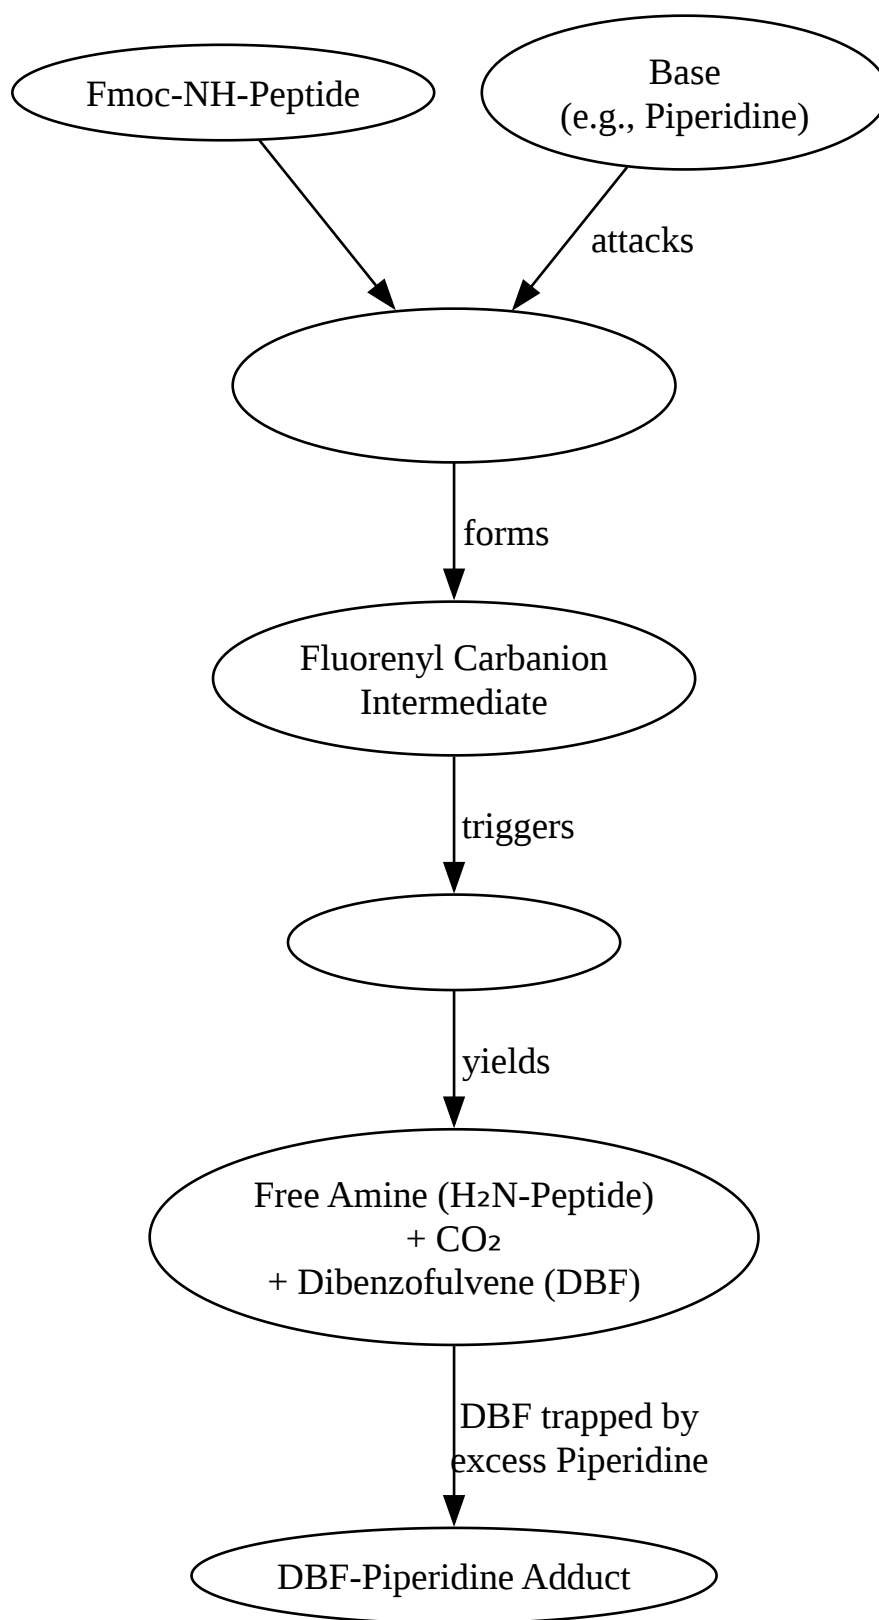 Fmoc-NH-Peptide
Base
(e.g., Piperidine)
attacks
forms
Fluorenyl Carbanion
Intermediate
triggers
yields
Free Amine (H₂N-Peptide)
+ CO₂
+ Dibenzofulvene (DBF)
DBF trapped by
excess Piperidine
DBF-Piperidine Adduct